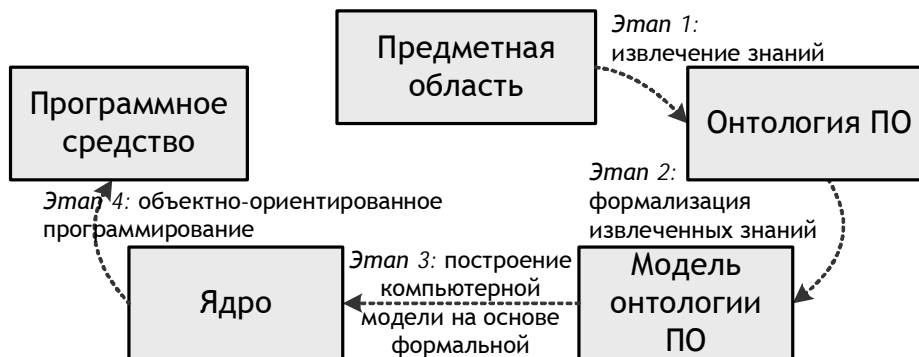 Предметная
область
Этап 1:
извлечение знаний
Онтология ПО
Этап 2:
формализация
извлеченных знаний
Модель
онтологии
ПО
Этап 3: построение
компьютерной
модели на основе
формальной
Ядро
Этап 4: объектно-ориентированное
программирование
Программное
средство